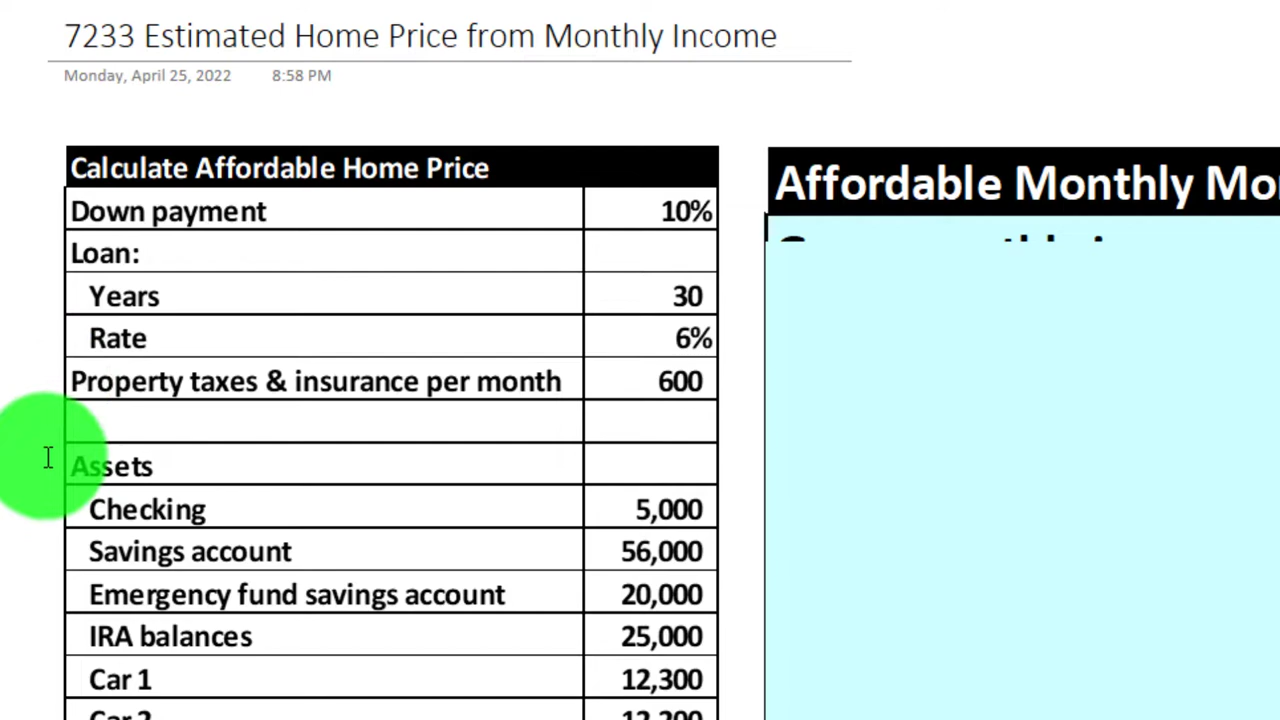 7233 Estimated Home Price from Monthly Income
Monday, April 25, 2022 8:58 PM
Calculate Affordable Home Price
Down payment 10%
Loan:
Years 30
Rate 6%
Property taxes & insurance per month 600
Assets
Checking 5,000
Savings account 56,000
Emergency fund savings account 20,000
IRA balances 25,000
Car 1 12,300
Affordable Monthly